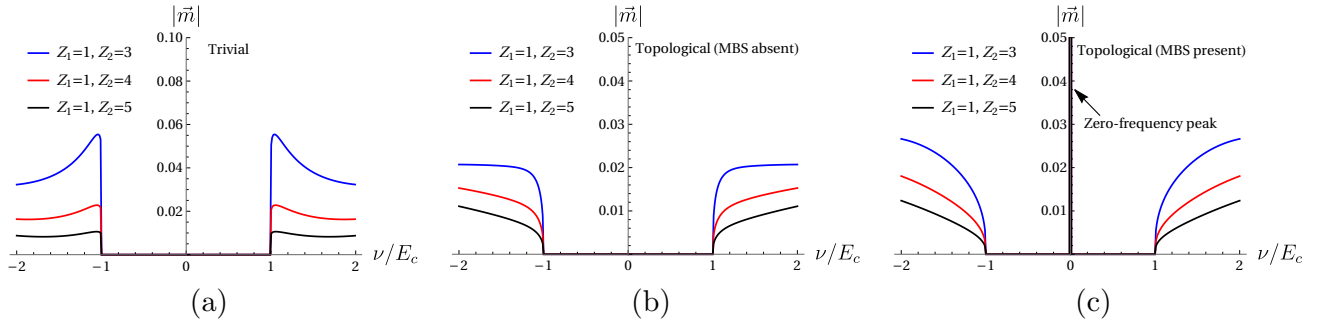 |m⃗|
0.10
0.08
0.06
0.04
0.02
Trivial
Z₁=1, Z₂=3
Z₁=1, Z₂=4
Z₁=1, Z₂=5
-2
-1
0
1
2
ν/E_c
(a)
|m⃗|
0.05
0.04
0.03
0.02
0.01
Topological (MBS absent)
Z₁=1, Z₂=3
Z₁=1, Z₂=4
Z₁=1, Z₂=5
-2
-1
0
1
2
ν/E_c
(b)
|m⃗|
0.05
0.04
0.03
0.02
0.01
Topological (MBS present)
Zero-frequency peak
Z₁=1, Z₂=3
Z₁=1, Z₂=4
Z₁=1, Z₂=5
-2
-1
0
1
2
ν/E_c
(c)